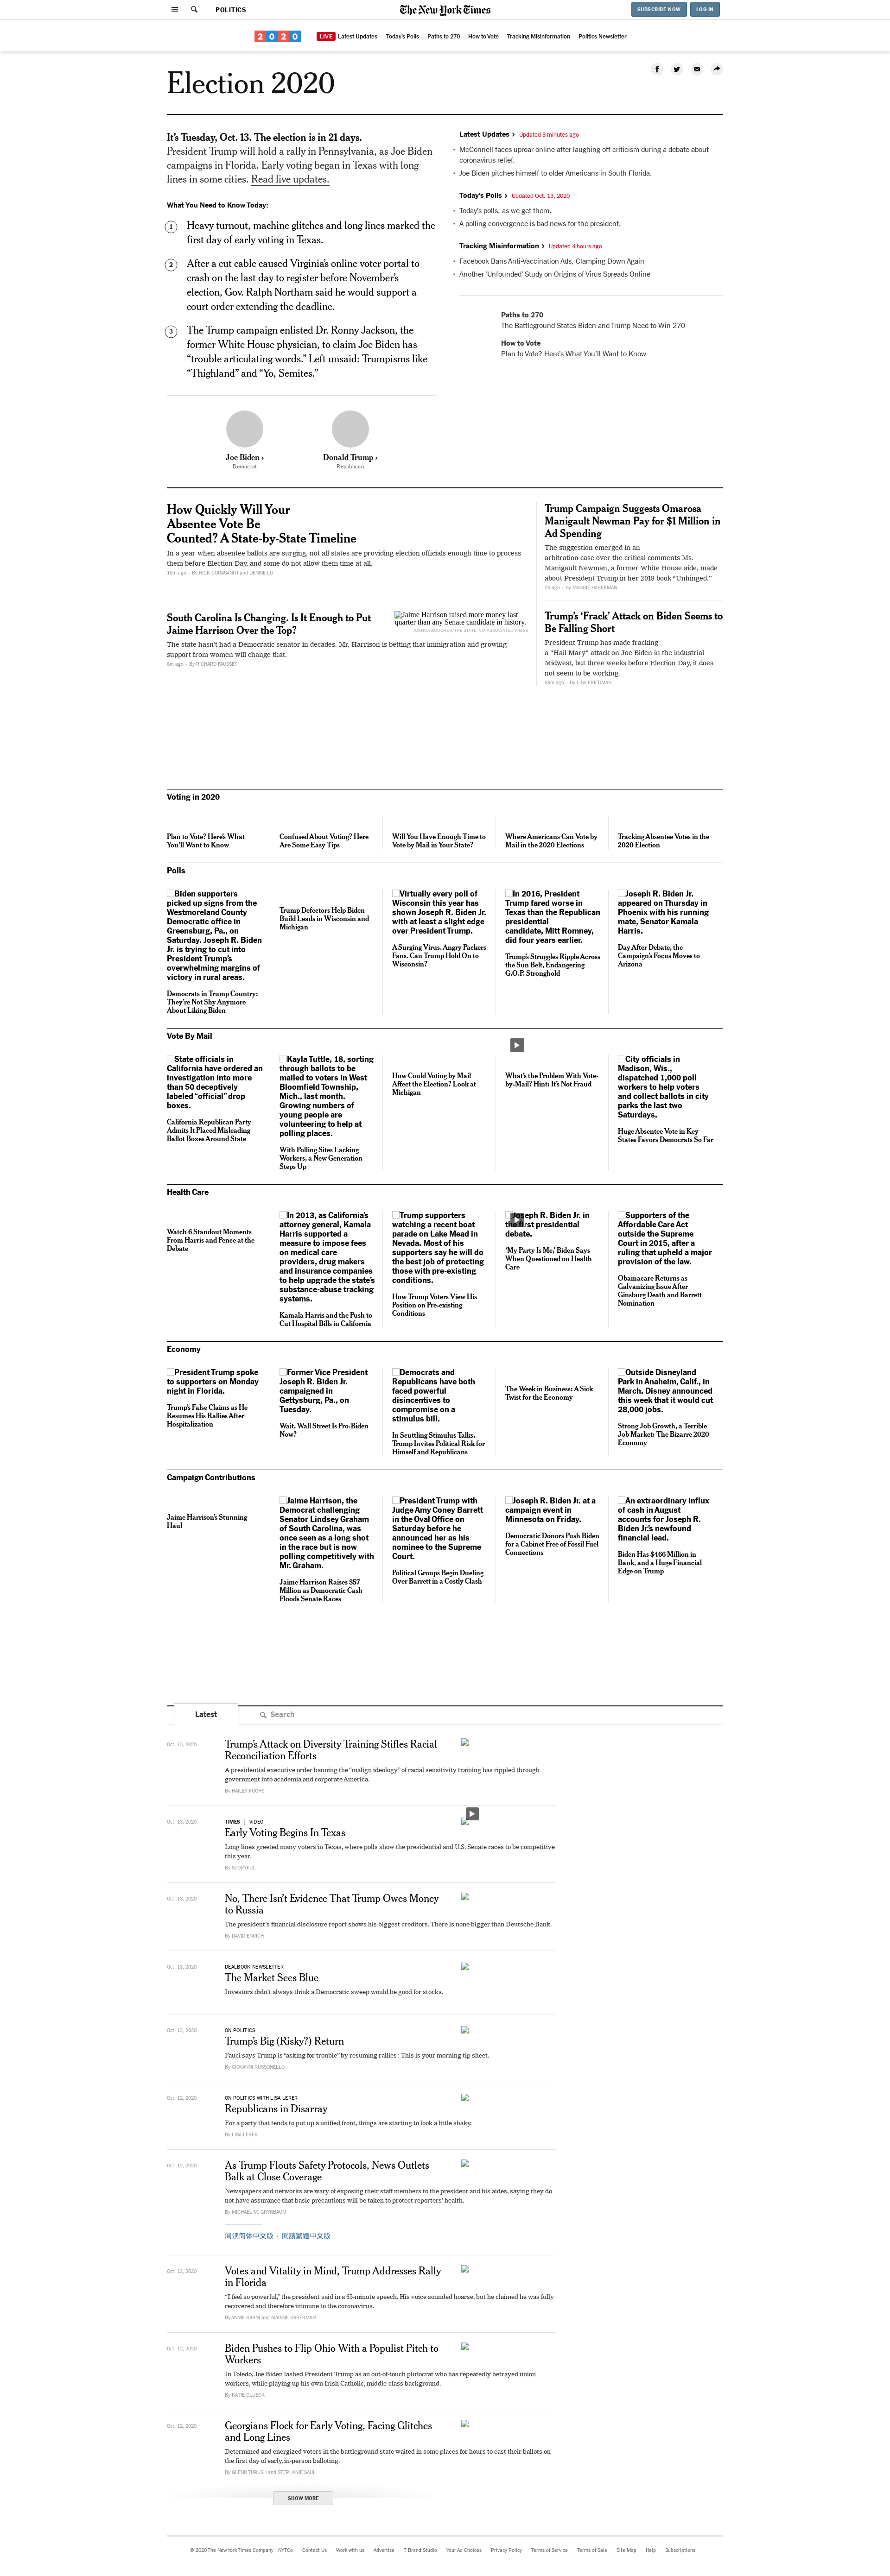 POLITICS
The New York Times
SUBSCRIBE NOW
LOG IN
2020
LIVE Latest Updates
Today's Polls
Paths to 270
How to Vote
Tracking Misinformation
Politics Newsletter
Election 2020
It's Tuesday, Oct. 13. The election is in 21 days.
President Trump will hold a rally in Pennsylvania, as Joe Biden
campaigns in Florida. Early voting began in Texas with long
lines in some cities. Read live updates.
What You Need to Know Today:
1
Heavy turnout, machine glitches and long lines marked the
first day of early voting in Texas.
2
After a cut cable caused Virginia's online voter portal to
crash on the last day to register before November's
election, Gov. Ralph Northam said he would support a
court order extending the deadline.
3
The Trump campaign enlisted Dr. Ronny Jackson, the
former White House physician, to claim Joe Biden has
“trouble articulating words.” Left unsaid: Trumpisms like
“Thighland” and “Yo, Semites.”
Joe Biden ›
Democrat
Donald Trump ›
Republican
Latest Updates › Updated 3 minutes ago
• McConnell faces uproar online after laughing off criticism during a debate about
coronavirus relief.
• Joe Biden pitches himself to older Americans in South Florida.
Today's Polls › Updated Oct. 13, 2020
• Today's polls, as we get them.
• A polling convergence is bad news for the president.
Tracking Misinformation › Updated 4 hours ago
• Facebook Bans Anti-Vaccination Ads, Clamping Down Again
• Another ‘Unfounded’ Study on Origins of Virus Spreads Online
Paths to 270
The Battleground States Biden and Trump Need to Win 270
How to Vote
Plan to Vote? Here's What You'll Want to Know
How Quickly Will Your
Absentee Vote Be
Counted? A State-by-State Timeline
In a year when absentee ballots are surging, not all states are providing election officials enough time to process
them before Election Day, and some do not allow them time at all.
18m ago - By NICK CORASANITI and DENISE LU
South Carolina Is Changing. Is It Enough to Put
Jaime Harrison Over the Top?
The state hasn't had a Democratic senator in decades. Mr. Harrison is betting that immigration and growing
support from women will change that.
6m ago - By RICHARD FAUSSET
Jaime Harrison raised more money last
quarter than any Senate candidate in history.
JOSHUA BOUCHER/THE STATE, VIA ASSOCIATED PRESS
Trump Campaign Suggests Omarosa
Manigault Newman Pay for $1 Million in
Ad Spending
The suggestion emerged in an
arbitration case over the critical comments Ms.
Manigault Newman, a former White House aide, made
about President Trump in her 2018 book “Unhinged.”
2h ago - By MAGGIE HABERMAN
Trump's ‘Frack’ Attack on Biden Seems to
Be Falling Short
President Trump has made fracking
a “Hail Mary” attack on Joe Biden in the industrial
Midwest, but three weeks before Election Day, it does
not seem to be working.
59m ago - By LISA FRIEDMAN
Voting in 2020
Plan to Vote? Here's What
You'll Want to Know
Confused About Voting? Here
Are Some Easy Tips
Will You Have Enough Time to
Vote by Mail in Your State?
Where Americans Can Vote by
Mail in the 2020 Elections
Tracking Absentee Votes in the
2020 Election
Polls
Biden supporters
picked up signs from the
Westmoreland County
Democratic office in
Greensburg, Pa., on
Saturday. Joseph R. Biden
Jr. is trying to cut into
President Trump's
overwhelming margins of
victory in rural areas.
Democrats in Trump Country:
They're Not Shy Anymore
About Liking Biden
Trump Defectors Help Biden
Build Leads in Wisconsin and
Michigan
Virtually every poll of
Wisconsin this year has
shown Joseph R. Biden Jr.
with at least a slight edge
over President Trump.
A Surging Virus. Angry Packers
Fans. Can Trump Hold On to
Wisconsin?
In 2016, President
Trump fared worse in
Texas than the Republican
presidential
candidate, Mitt Romney,
did four years earlier.
Trump's Struggles Ripple Across
the Sun Belt, Endangering
G.O.P. Stronghold
Joseph R. Biden Jr.
appeared on Thursday in
Phoenix with his running
mate, Senator Kamala
Harris.
Day After Debate, the
Campaign's Focus Moves to
Arizona
Vote By Mail
State officials in
California have ordered an
investigation into more
than 50 deceptively
labeled “official” drop
boxes.
California Republican Party
Admits It Placed Misleading
Ballot Boxes Around State
Kayla Tuttle, 18, sorting
through ballots to be
mailed to voters in West
Bloomfield Township,
Mich., last month.
Growing numbers of
young people are
volunteering to help at
polling places.
With Polling Sites Lacking
Workers, a New Generation
Steps Up
How Could Voting by Mail
Affect the Election? Look at
Michigan
What's the Problem With Vote-
by-Mail? Hint: It's Not Fraud
City officials in
Madison, Wis.,
dispatched 1,000 poll
workers to help voters
and collect ballots in city
parks the last two
Saturdays.
Huge Absentee Vote in Key
States Favors Democrats So Far
Health Care
Watch 6 Standout Moments
From Harris and Pence at the
Debate
In 2013, as California's
attorney general, Kamala
Harris supported a
measure to impose fees
on medical care
providers, drug makers
and insurance companies
to help upgrade the state's
substance-abuse tracking
systems.
Kamala Harris and the Push to
Cut Hospital Bills in California
Trump supporters
watching a recent boat
parade on Lake Mead in
Nevada. Most of his
supporters say he will do
the best job of protecting
those with pre-existing
conditions.
How Trump Voters View His
Position on Pre-existing
Conditions
Joseph R. Biden Jr. in
the first presidential
debate.
‘My Party Is Me,’ Biden Says
When Questioned on Health
Care
Supporters of the
Affordable Care Act
outside the Supreme
Court in 2015, after a
ruling that upheld a major
provision of the law.
Obamacare Returns as
Galvanizing Issue After
Ginsburg Death and Barrett
Nomination
Economy
President Trump spoke
to supporters on Monday
night in Florida.
Trump's False Claims as He
Resumes His Rallies After
Hospitalization
Former Vice President
Joseph R. Biden Jr.
campaigned in
Gettysburg, Pa., on
Tuesday.
Wait, Wall Street Is Pro-Biden
Now?
Democrats and
Republicans have both
faced powerful
disincentives to
compromise on a
stimulus bill.
In Scuttling Stimulus Talks,
Trump Invites Political Risk for
Himself and Republicans
The Week in Business: A Sick
Twist for the Economy
Outside Disneyland
Park in Anaheim, Calif., in
March. Disney announced
this week that it would cut
28,000 jobs.
Strong Job Growth, a Terrible
Job Market: The Bizarre 2020
Economy
Campaign Contributions
Jaime Harrison's Stunning
Haul
Jaime Harrison, the
Democrat challenging
Senator Lindsey Graham
of South Carolina, was
once seen as a long shot
in the race but is now
polling competitively with
Mr. Graham.
Jaime Harrison Raises $57
Million as Democratic Cash
Floods Senate Races
President Trump with
Judge Amy Coney Barrett
in the Oval Office on
Saturday before he
announced her as his
nominee to the Supreme
Court.
Political Groups Begin Dueling
Over Barrett in a Costly Clash
Joseph R. Biden Jr. at a
campaign event in
Minnesota on Friday.
Democratic Donors Push Biden
for a Cabinet Free of Fossil Fuel
Connections
An extraordinary influx
of cash in August
accounts for Joseph R.
Biden Jr.'s newfound
financial lead.
Biden Has $466 Million in
Bank, and a Huge Financial
Edge on Trump
Latest
Search
Oct. 13, 2020
Trump's Attack on Diversity Training Stifles Racial
Reconciliation Efforts
A presidential executive order banning the “malign ideology” of racial sensitivity training has rippled through
government into academia and corporate America.
By HAILEY FUCHS
Oct. 13, 2020
TIMES | VIDEO
Early Voting Begins In Texas
Long lines greeted many voters in Texas, where polls show the presidential and U.S. Senate races to be competitive
this year.
By STORYFUL
Oct. 13, 2020
No, There Isn't Evidence That Trump Owes Money
to Russia
The president's financial disclosure report shows his biggest creditors. There is none bigger than Deutsche Bank.
By DAVID ENRICH
Oct. 13, 2020
DEALBOOK NEWSLETTER
The Market Sees Blue
Investors didn't always think a Democratic sweep would be good for stocks.
Oct. 13, 2020
ON POLITICS
Trump's Big (Risky?) Return
Fauci says Trump is “asking for trouble” by resuming rallies: This is your morning tip sheet.
By GIOVANNI RUSSONELLO
Oct. 12, 2020
ON POLITICS WITH LISA LERER
Republicans in Disarray
For a party that tends to put up a unified front, things are starting to look a little shaky.
By LISA LERER
Oct. 12, 2020
As Trump Flouts Safety Protocols, News Outlets
Balk at Close Coverage
Newspapers and networks are wary of exposing their staff members to the president and his aides, saying they do
not have assurance that basic precautions will be taken to protect reporters' health.
By MICHAEL M. GRYNBAUM
阅读简体中文版 · 閱讀繁體中文版
Oct. 12, 2020
Votes and Vitality in Mind, Trump Addresses Rally
in Florida
“I feel so powerful,” the president said in a 65-minute speech. His voice sounded hoarse, but he claimed he was fully
recovered and therefore immune to the coronavirus.
By ANNIE KARNI and MAGGIE HABERMAN
Oct. 12, 2020
Biden Pushes to Flip Ohio With a Populist Pitch to
Workers
In Toledo, Joe Biden lashed President Trump as an out-of-touch plutocrat who has repeatedly betrayed union
workers, while playing up his own Irish Catholic, middle-class background.
By KATIE GLUECK
Oct. 12, 2020
Georgians Flock for Early Voting, Facing Glitches
and Long Lines
Determined and energized voters in the battleground state waited in some places for hours to cast their ballots on
the first day of early, in-person balloting.
By GLENN THRUSH and STEPHANIE SAUL
SHOW MORE
© 2020 The New York Times Company
NYTCo
Contact Us
Work with us
Advertise
T Brand Studio
Your Ad Choices
Privacy Policy
Terms of Service
Terms of Sale
Site Map
Help
Subscriptions